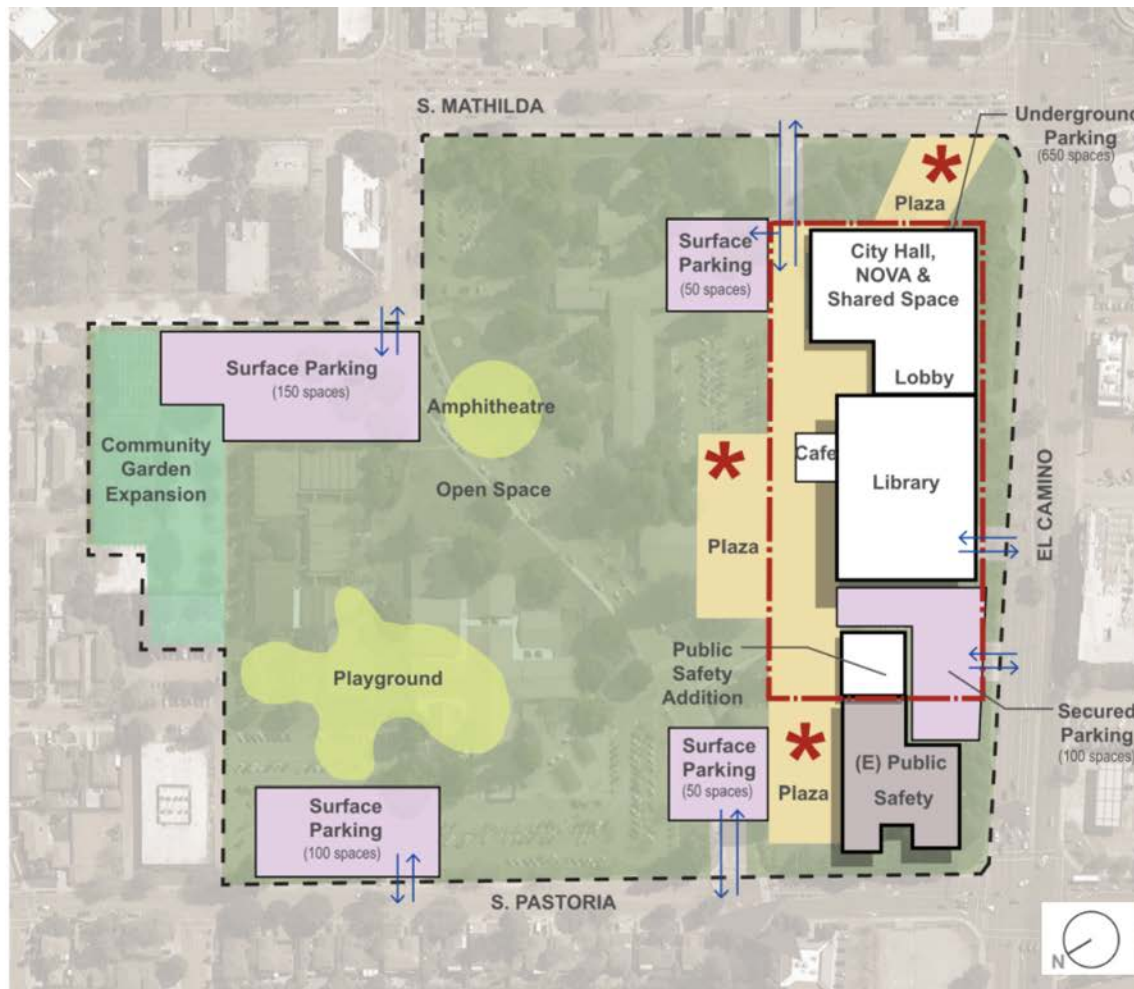 S. MATHILDA
Underground
Parking
(650 spaces)
Plaza
Surface
Parking
(50 spaces)
City Hall,
NOVA &
Shared Space
Lobby
Surface Parking
(150 spaces)
Amphitheatre
Community
Garden
Expansion
Open Space
Cafe
Library
Plaza
EL CAMINO
Public
Safety
Addition
Playground
Secured
Parking
(100 spaces)
Surface
Parking
(50 spaces)
Plaza
(E) Public
Safety
Surface
Parking
(100 spaces)
S. PASTORIA
N